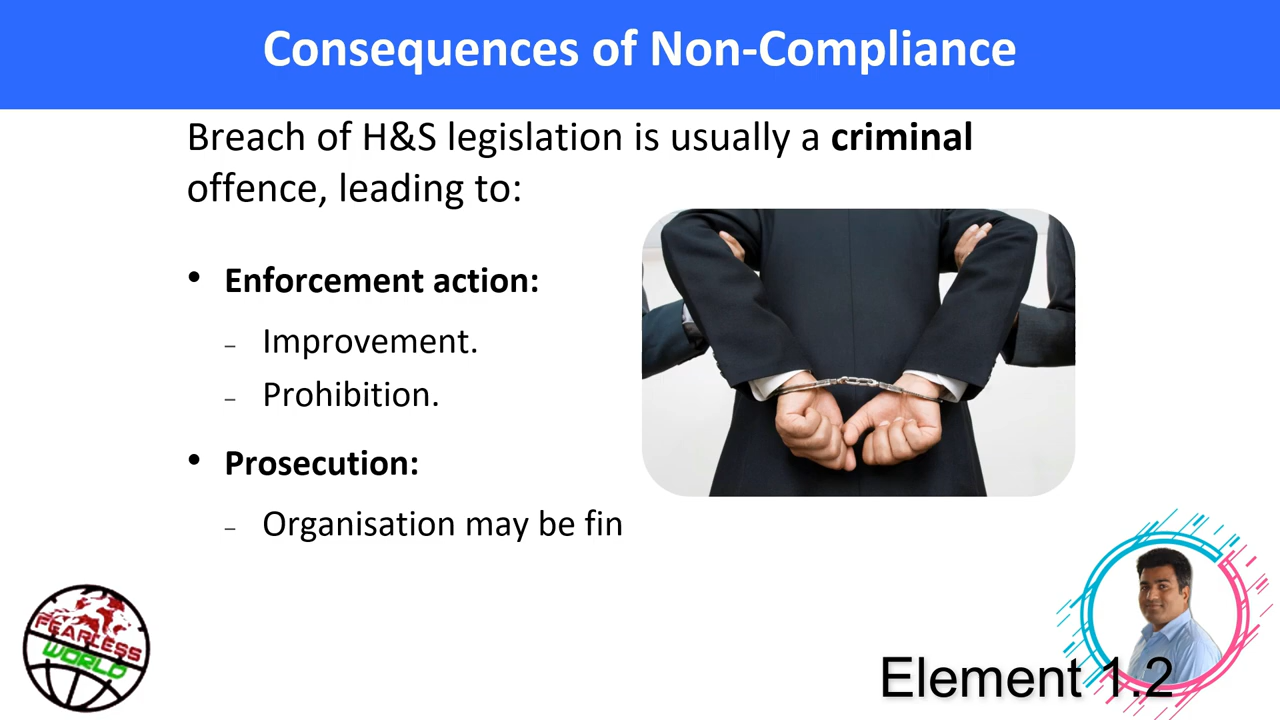 Consequences of Non-Compliance
Breach of H&S legislation is usually a criminal
offence, leading to:
• Enforcement action:
– Improvement.
– Prohibition.
• Prosecution:
– Organisation may be fin
FEARLESS
WORLD
Element 1.2